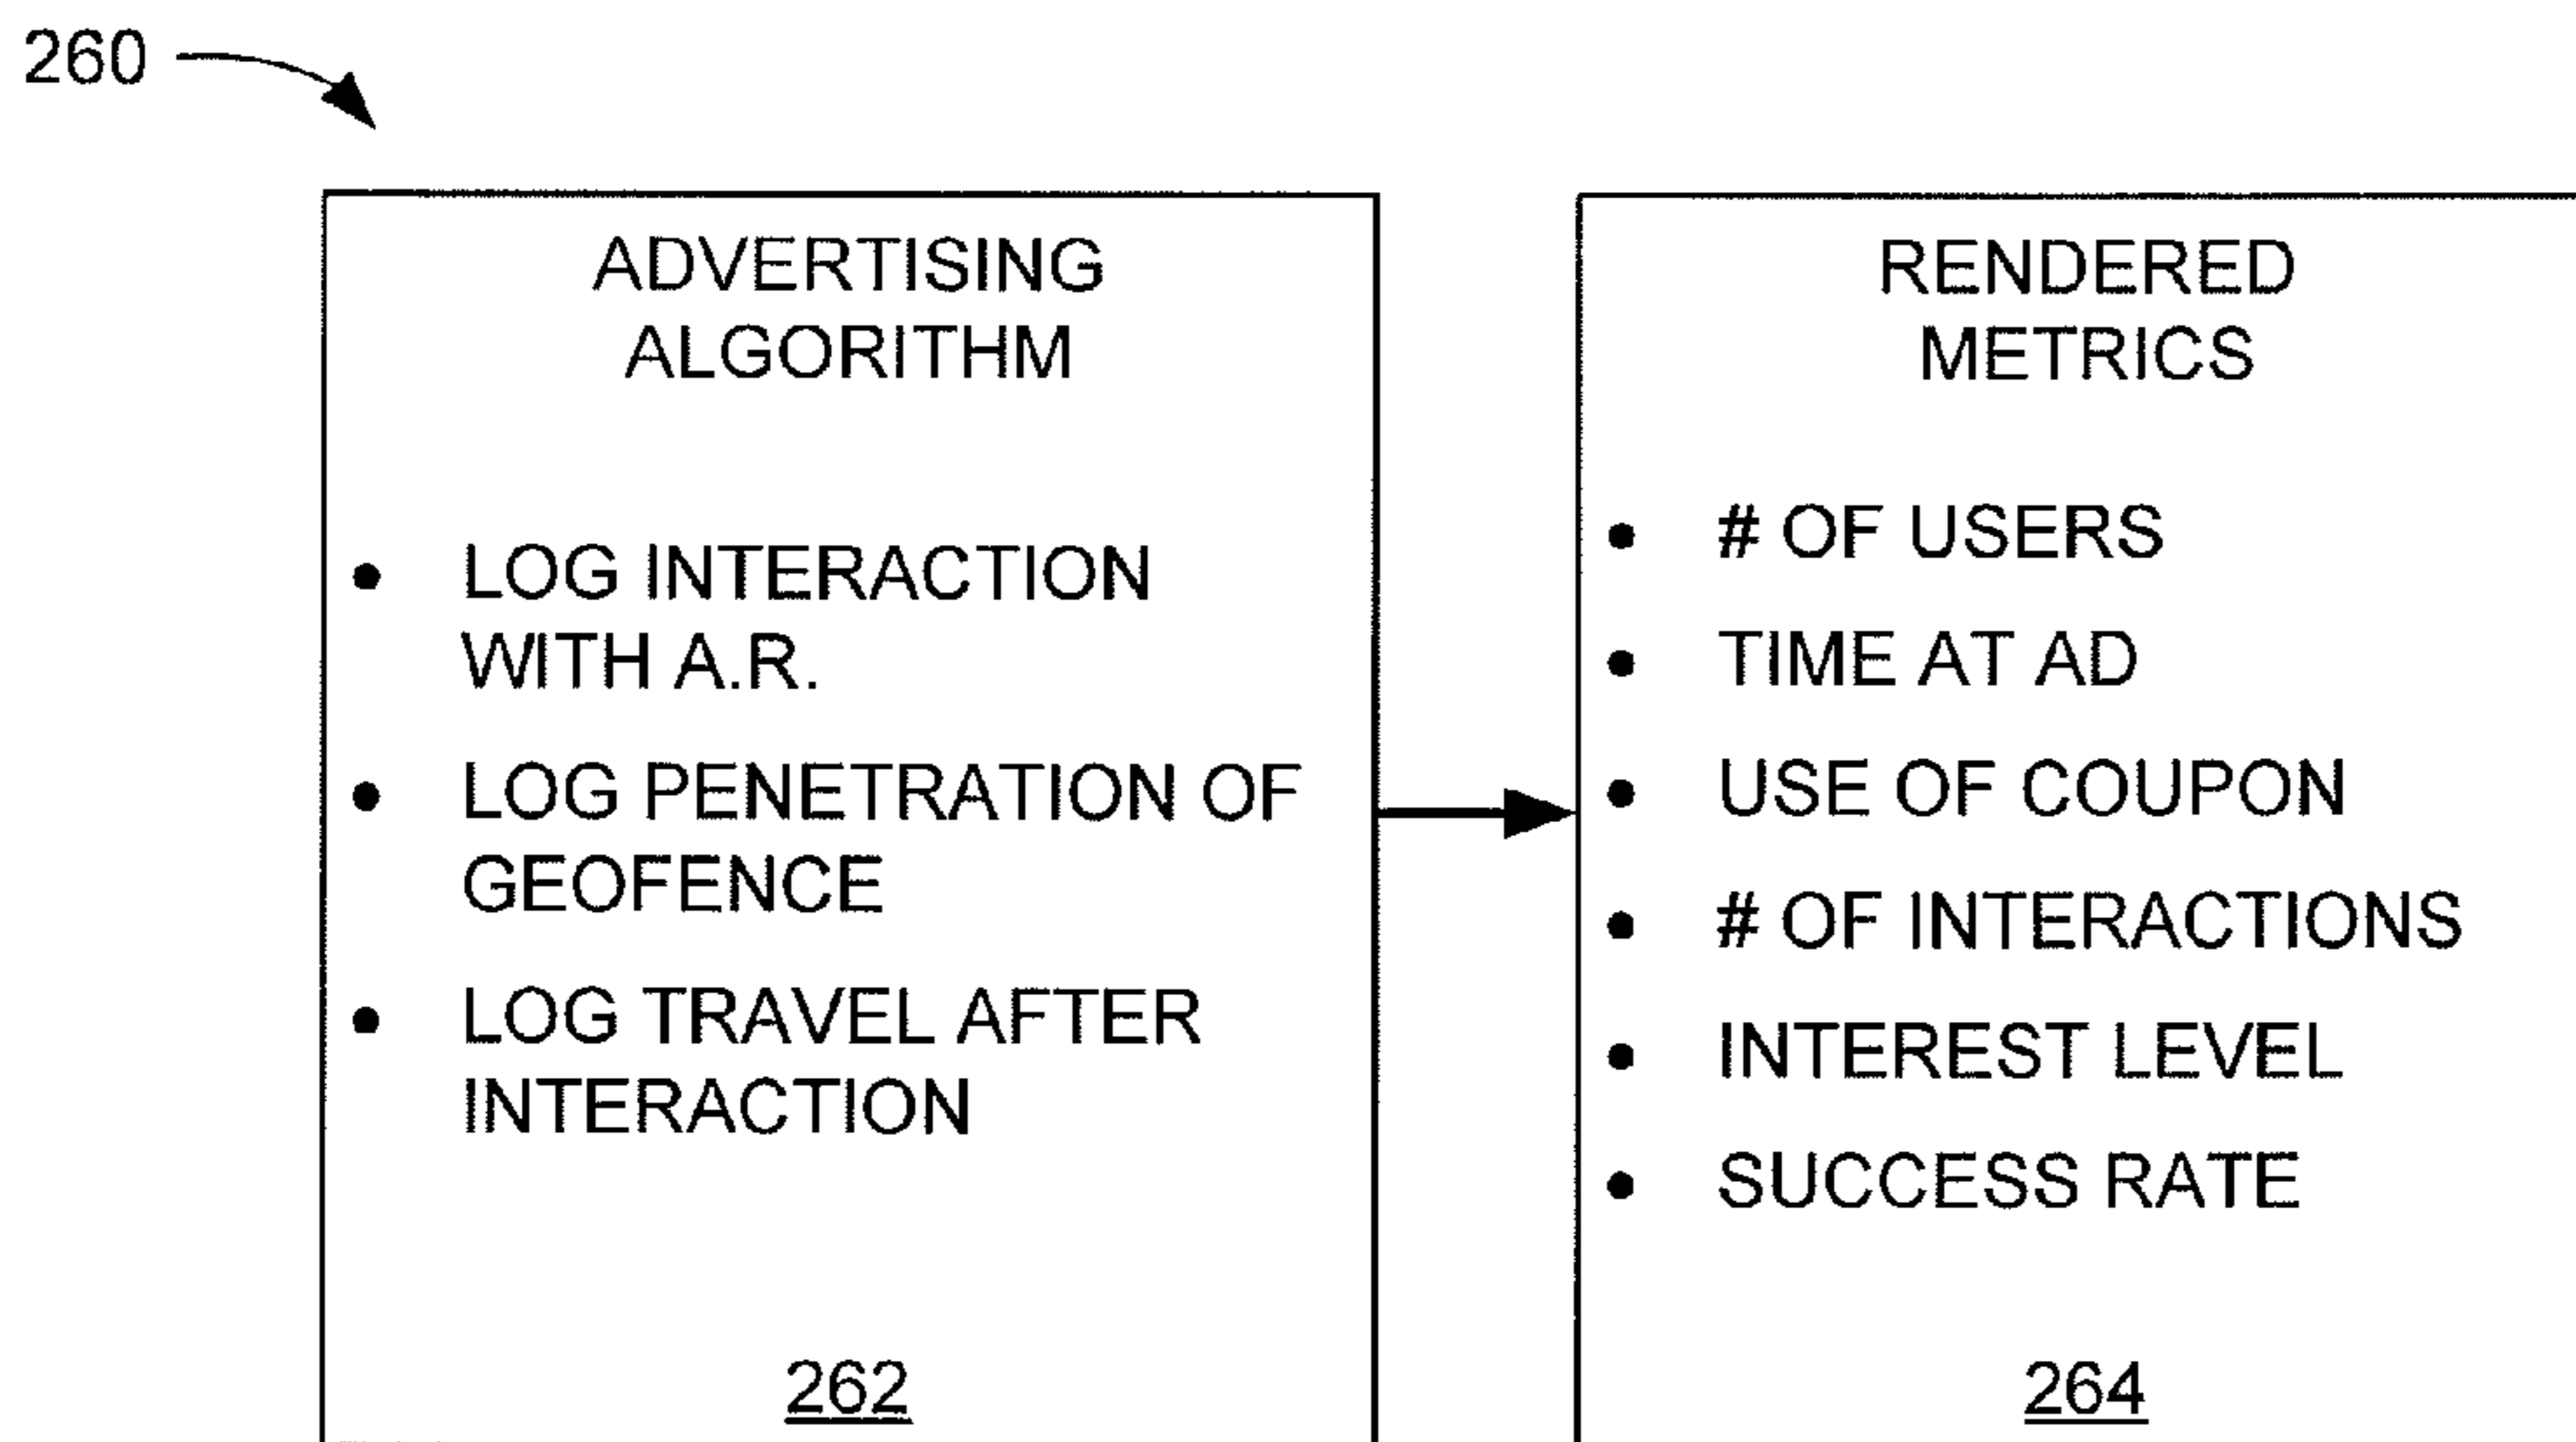 260
ADVERTISING
ALGORITHM
• LOG INTERACTION
WITH A.R.
• LOG PENETRATION OF
GEOFENCE
• LOG TRAVEL AFTER
INTERACTION
262
RENDERED
METRICS
• # OF USERS
• TIME AT AD
• USE OF COUPON
• # OF INTERACTIONS
• INTEREST LEVEL
• SUCCESS RATE
264